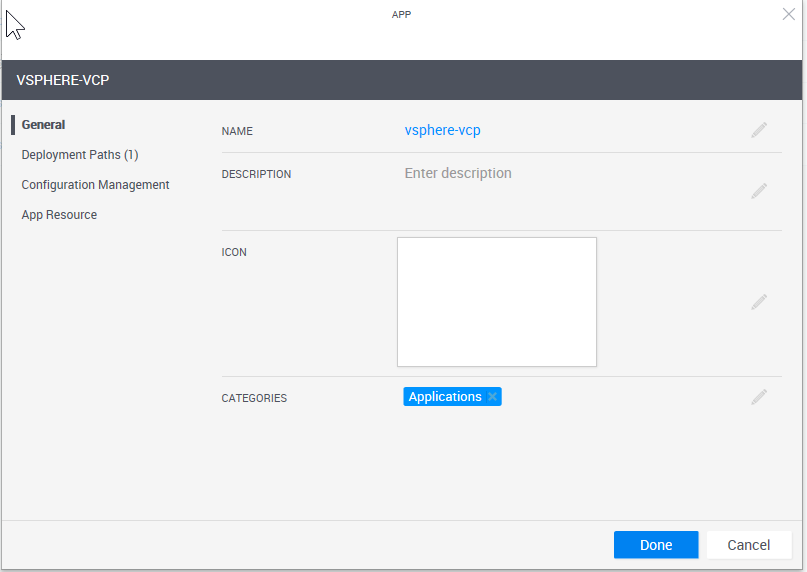 APP
VSPHERE-VCP
General
Deployment Paths (1)
Configuration Management
App Resource
NAME
vsphere-vcp
DESCRIPTION
Enter description
ICON
CATEGORIES
Applications
Done
Cancel